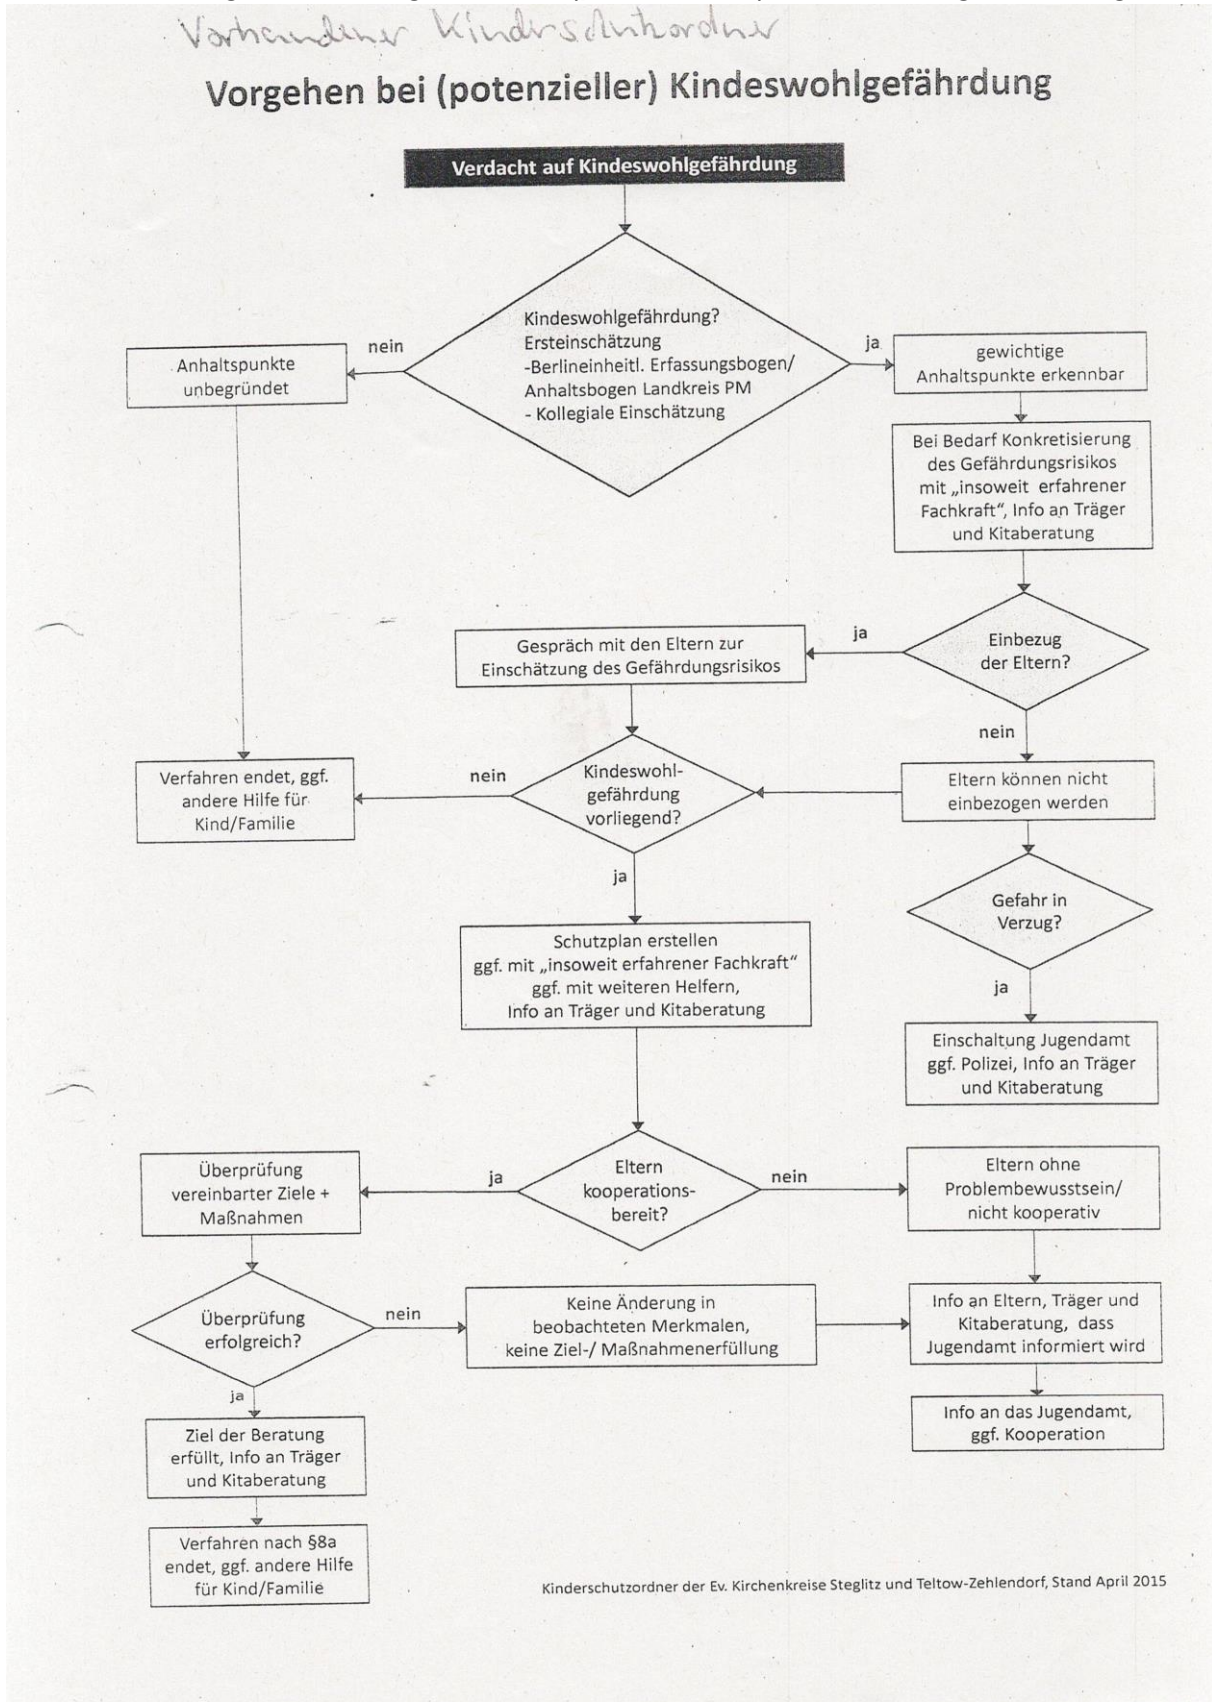 Vorhandener Kinderschutzordner
Vorgehen bei (potenzieller) Kindeswohlgefährdung
Verdacht auf Kindeswohlgefährdung
Kindeswohlgefährdung?
Ersteinschätzung
-Berlineinheitl. Erfassungsbogen/
Anhaltsbogen Landkreis PM
- Kollegiale Einschätzung
nein
Anhaltspunkte
unbegründet
ja
gewichtige
Anhaltspunkte erkennbar
Bei Bedarf Konkretisierung
des Gefährdungsrisikos
mit „insoweit erfahrener
Fachkraft“, Info an Träger
und Kitaberatung
Einbezug
der Eltern?
ja
Gespräch mit den Eltern zur
Einschätzung des Gefährdungsrisikos
nein
Eltern können nicht
einbezogen werden
Kindeswohl-
gefährdung
vorliegend?
nein
Verfahren endet, ggf.
andere Hilfe für
Kind/Familie
Gefahr in
Verzug?
ja
Einschaltung Jugendamt
ggf. Polizei, Info an Träger
und Kitaberatung
ja
Schutzplan erstellen
ggf. mit „insoweit erfahrener Fachkraft“
ggf. mit weiteren Helfern,
Info an Träger und Kitaberatung
Eltern
kooperations-
bereit?
ja
Überprüfung
vereinbarter Ziele +
Maßnahmen
nein
Eltern ohne
Problembewusstsein/
nicht kooperativ
Überprüfung
erfolgreich?
nein
Keine Änderung in
beobachteten Merkmalen,
keine Ziel-/ Maßnahmenerfüllung
Info an Eltern, Träger und
Kitaberatung, dass
Jugendamt informiert wird
Info an das Jugendamt,
ggf. Kooperation
ja
Ziel der Beratung
erfüllt, Info an Träger
und Kitaberatung
Verfahren nach §8a
endet, ggf. andere Hilfe
für Kind/Familie
Kinderschutzordner der Ev. Kirchenkreise Steglitz und Teltow-Zehlendorf, Stand April 2015